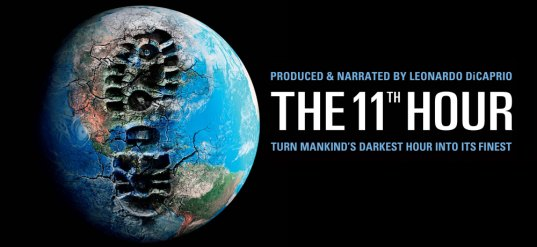 PRODUCED & NARRATED BY LEONARDO DiCAPRIO
THE 11TH HOUR
TURN MANKIND'S DARKEST HOUR INTO ITS FINEST